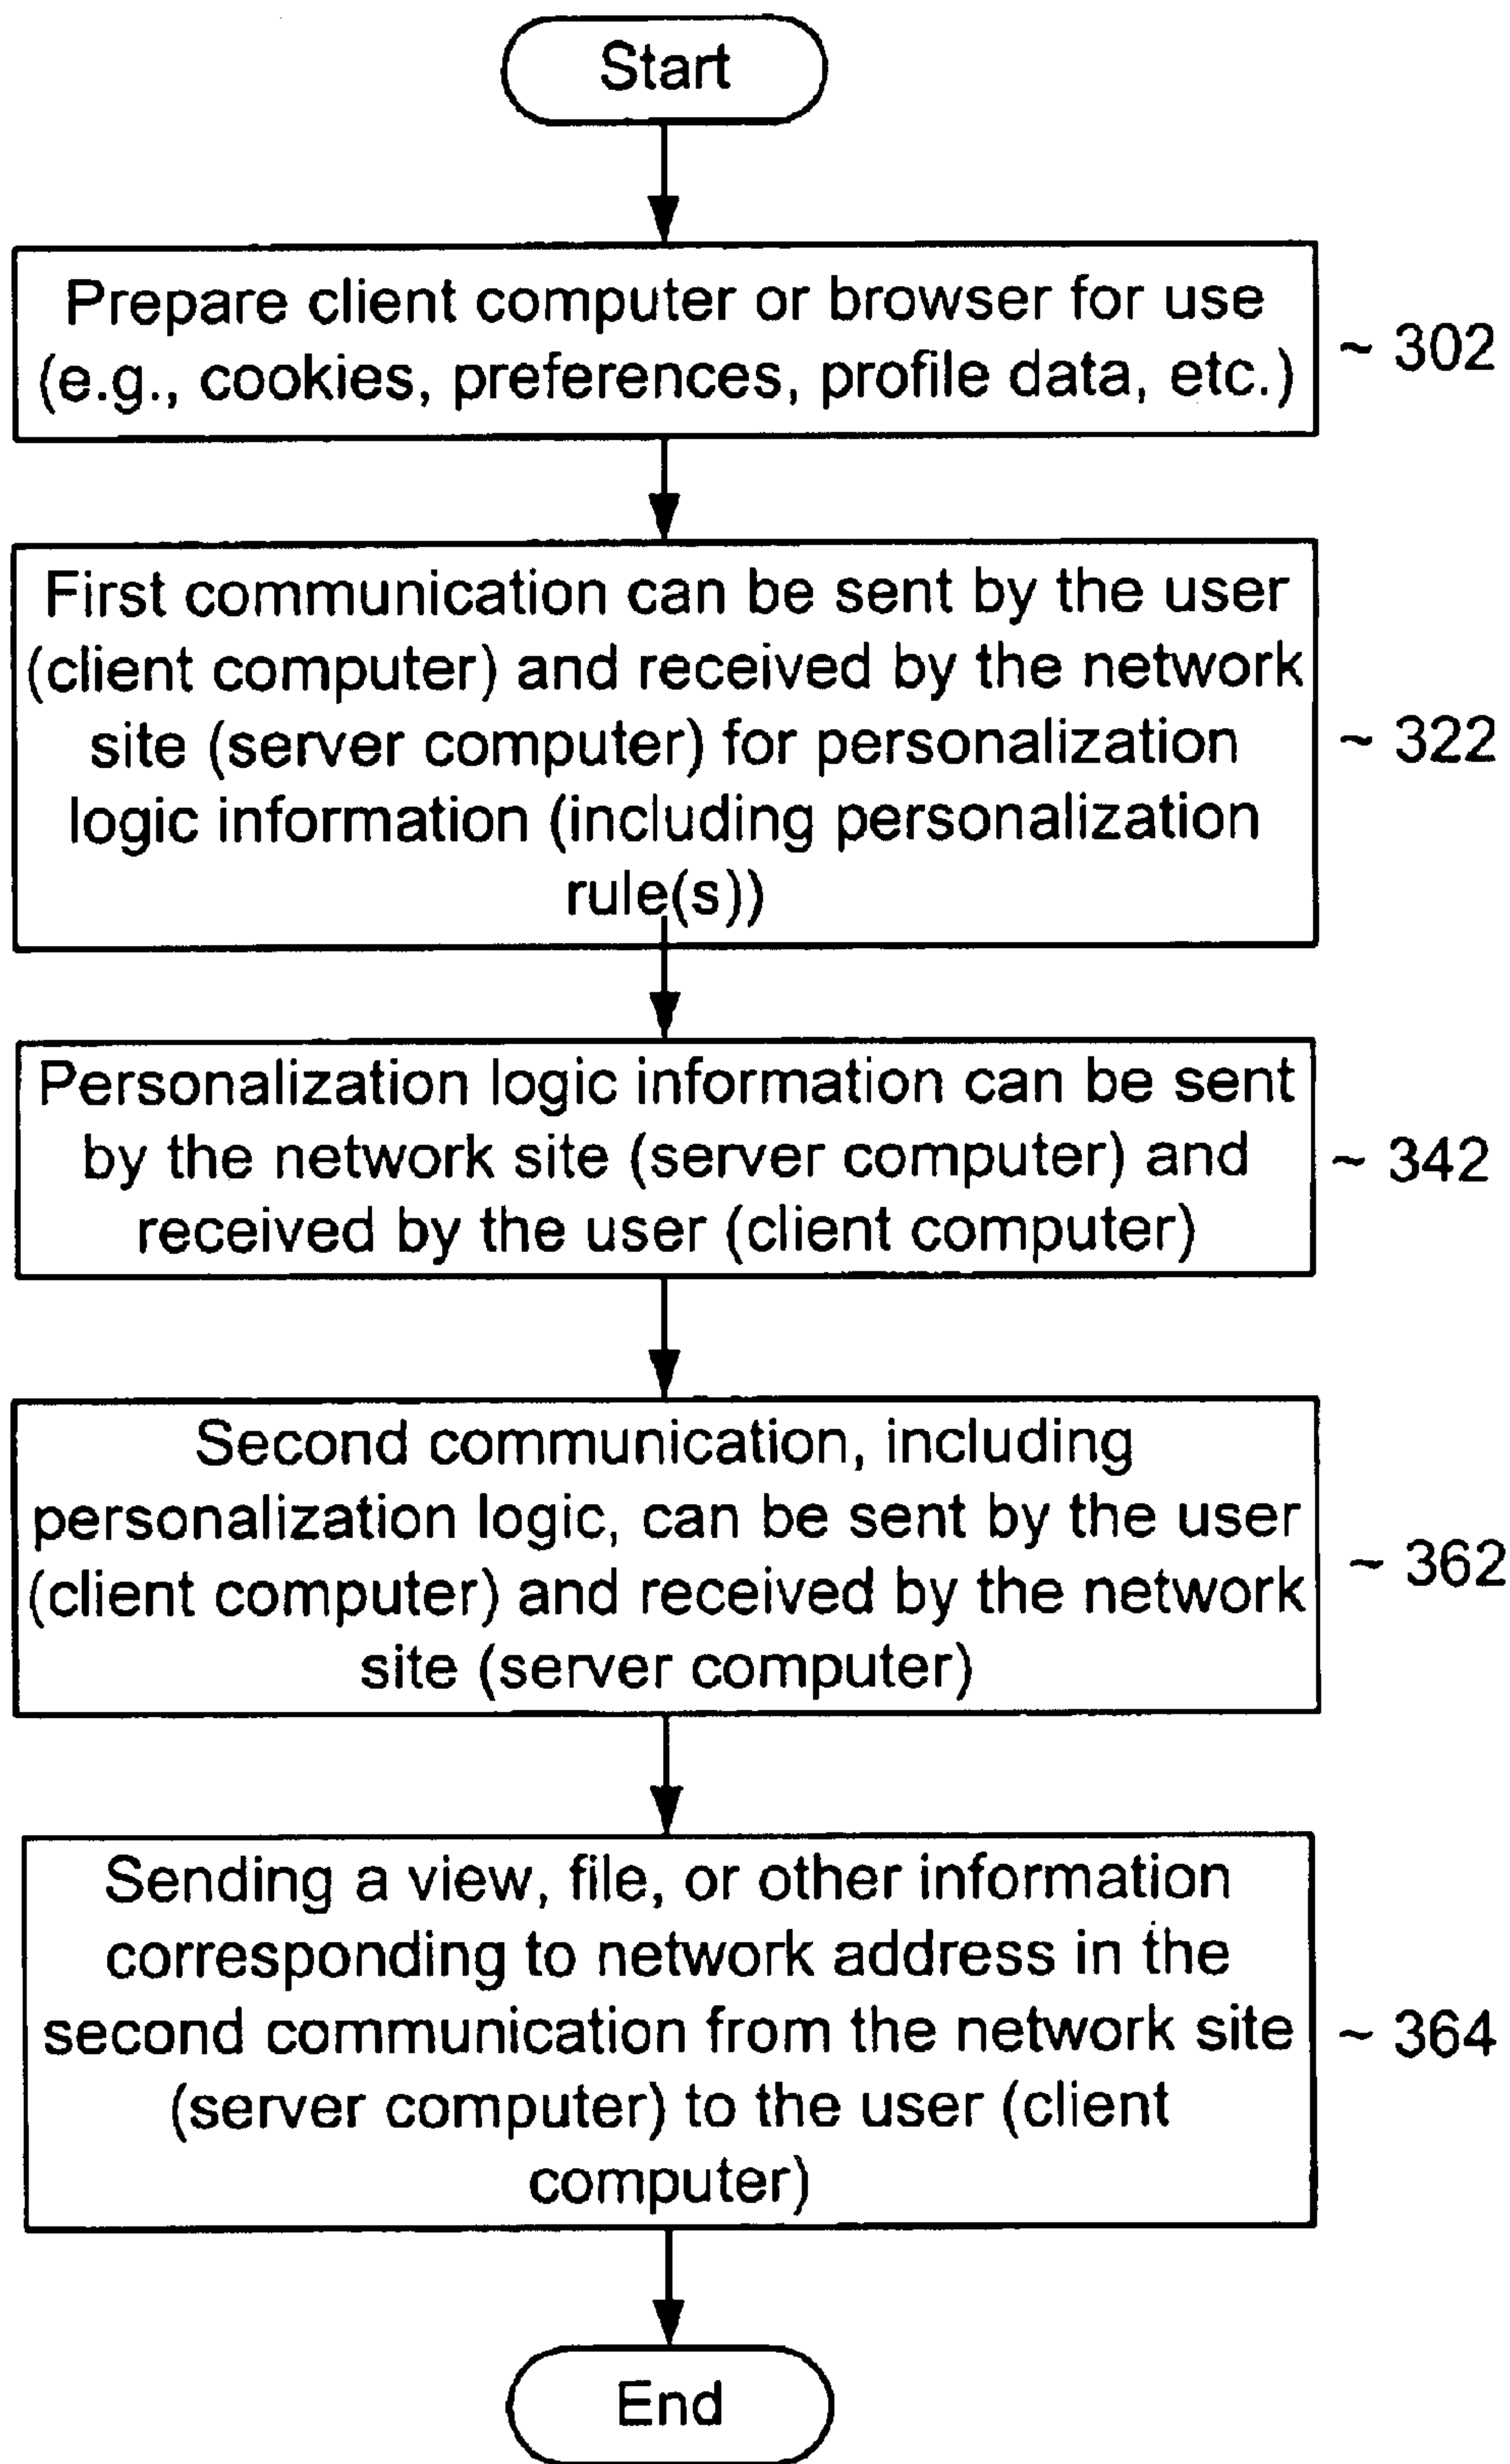 Start
Prepare client computer or browser for use
(e.g., cookies, preferences, profile data, etc.)
~ 302
First communication can be sent by the user
(client computer) and received by the network
site (server computer) for personalization
logic information (including personalization
rule(s))
~ 322
Personalization logic information can be sent
by the network site (server computer) and
received by the user (client computer)
~ 342
Second communication, including
personalization logic, can be sent by the user
(client computer) and received by the network
site (server computer)
~ 362
Sending a view, file, or other information
corresponding to network address in the
second communication from the network site
(server computer) to the user (client
computer)
~ 364
End